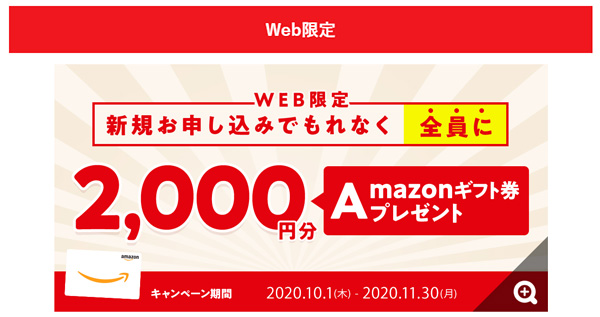 Web限定
WEB限定
新規お申し込みでもれなく 全員に
2,000円分 Amazonギフト券
プレゼント
amazon
キャンペーン期間 2020.10.1(木) - 2020.11.30(月)